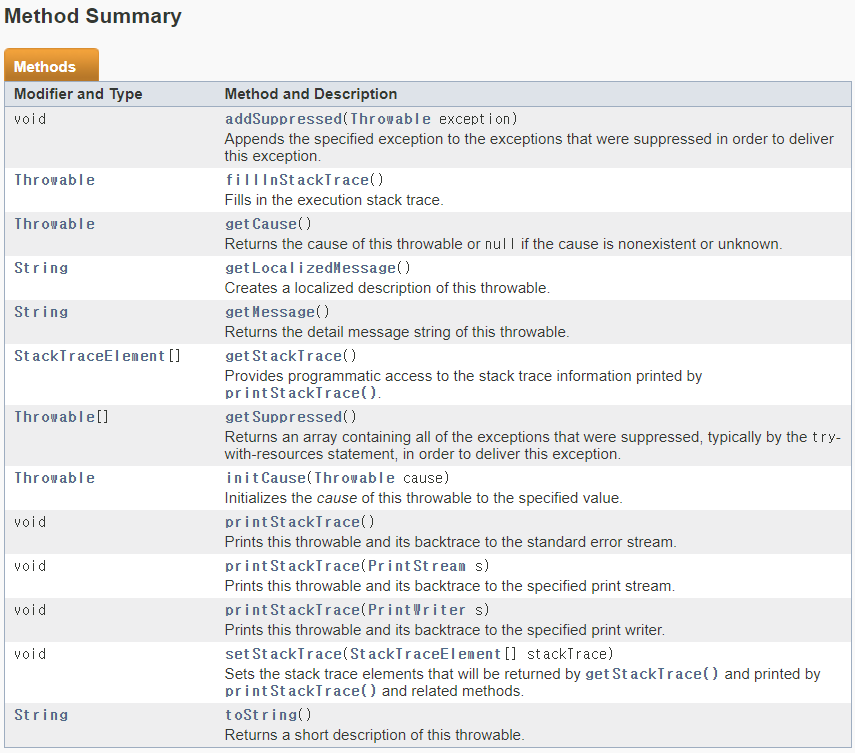 Method Summary
Methods
Modifier and Type Method and Description
void addSuppressed(Throwable exception)
Appends the specified exception to the exceptions that were suppressed in order to deliver
this exception.
Throwable fillInStackTrace()
Fills in the execution stack trace.
Throwable getCause()
Returns the cause of this throwable or null if the cause is nonexistent or unknown.
String getLocalizedMessage()
Creates a localized description of this throwable.
String getMessage()
Returns the detail message string of this throwable.
StackTraceElement[] getStackTrace()
Provides programmatic access to the stack trace information printed by
printStackTrace().
Throwable[] getSuppressed()
Returns an array containing all of the exceptions that were suppressed, typically by the try-
with-resources statement, in order to deliver this exception.
Throwable initCause(Throwable cause)
Initializes the cause of this throwable to the specified value.
void printStackTrace()
Prints this throwable and its backtrace to the standard error stream.
void printStackTrace(PrintStream s)
Prints this throwable and its backtrace to the specified print stream.
void printStackTrace(PrintWriter s)
Prints this throwable and its backtrace to the specified print writer.
void setStackTrace(StackTraceElement[] stackTrace)
Sets the stack trace elements that will be returned by getStackTrace() and printed by
printStackTrace() and related methods.
String toString()
Returns a short description of this throwable.